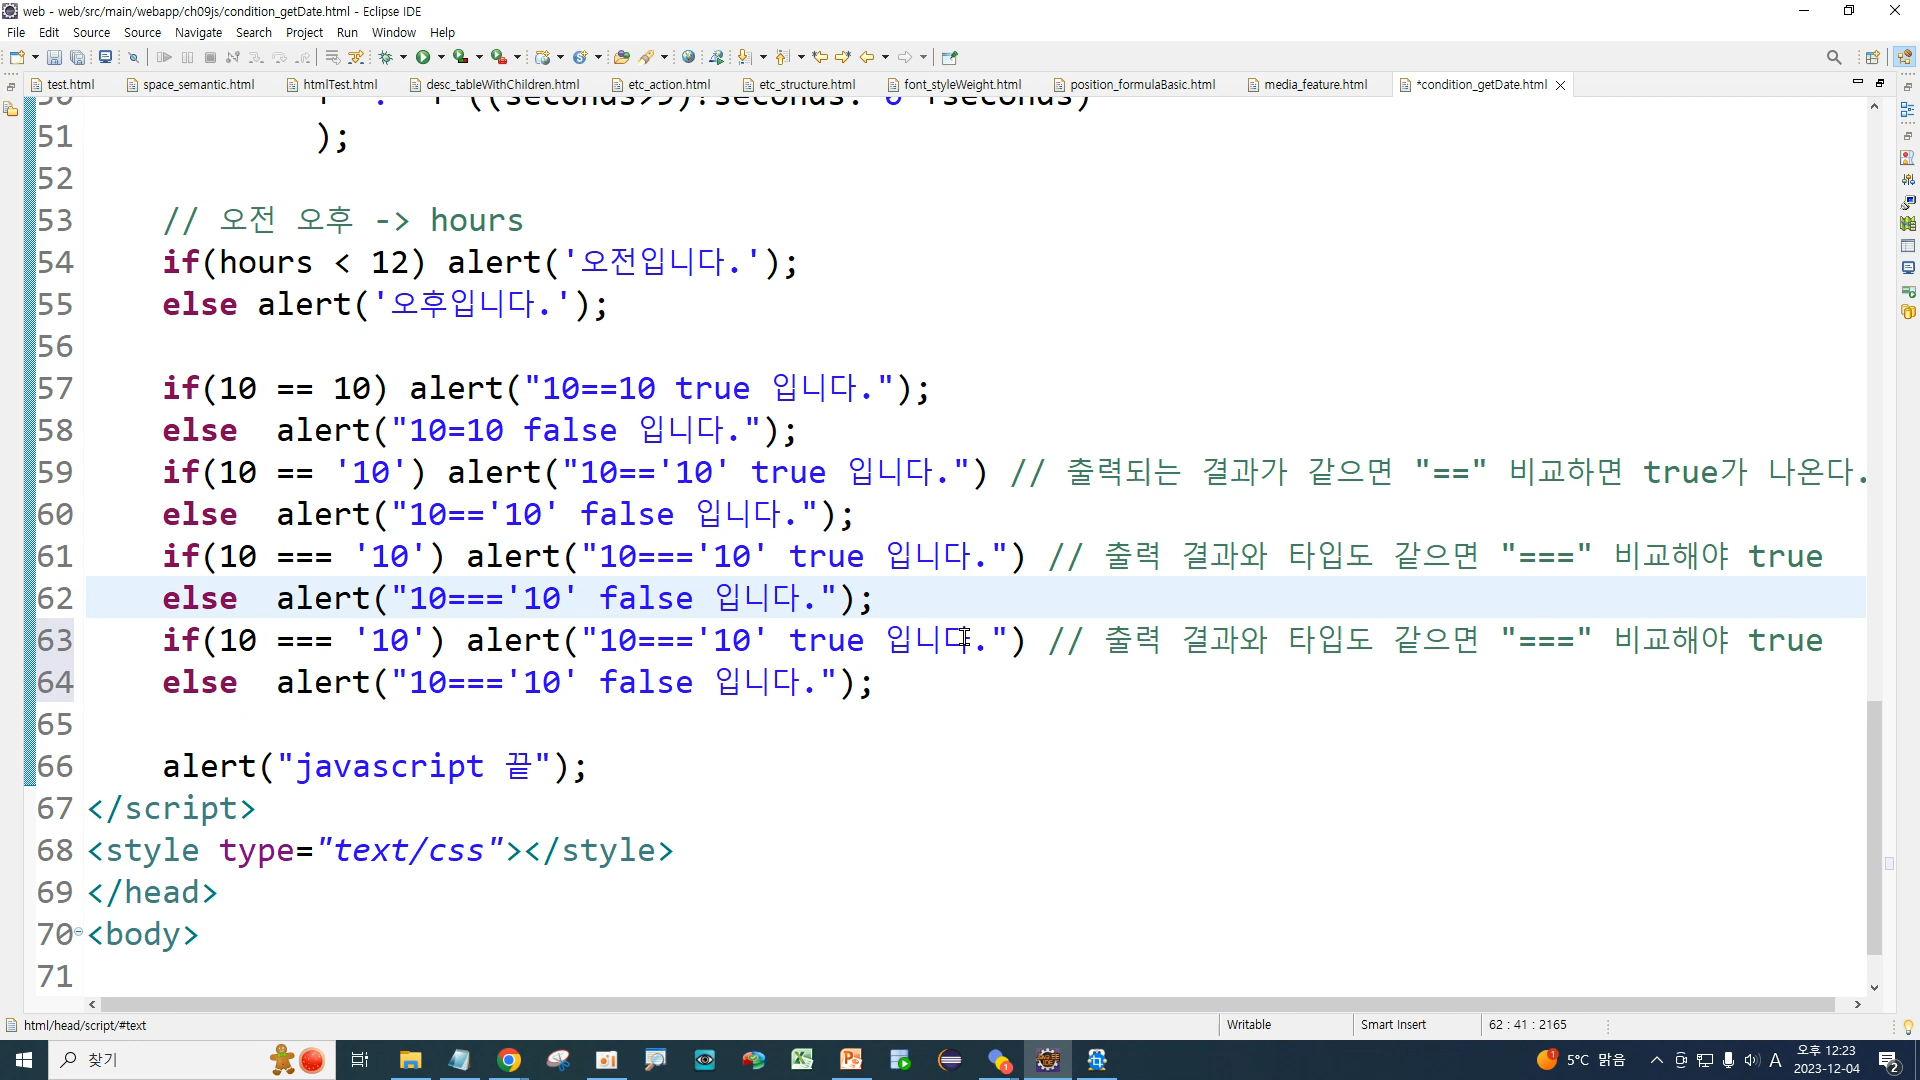 web - web/src/main/webapp/ch09js/condition_getDate.html - Eclipse IDE
File Edit Source Source Navigate Search Project Run Window Help
test.html space_semantic.html htmlTest.html desc_tableWithChildren.html etc_action.html etc_structure.html font_styleWeight.html position_formulaBasic.html media_feature.html *condition_getDate.html
51 );
52
53 // 오전 오후 -> hours
54 if(hours < 12) alert('오전입니다.');
55 else alert('오후입니다.');
56
57 if(10 == 10) alert("10==10 true 입니다.");
58 else  alert("10=10 false 입니다.");
59 if(10 == '10') alert("10=='10' true 입니다.") // 출력되는 결과가 같으면 "==" 비교하면 true가 나온다.
60 else  alert("10=='10' false 입니다.");
61 if(10 === '10') alert("10==='10' true 입니다.") // 출력 결과와 타입도 같으면 "===" 비교해야 true
62 else  alert("10==='10' false 입니다.");
63 if(10 === '10') alert("10==='10' true 입니다.") // 출력 결과와 타입도 같으면 "===" 비교해야 true
64 else  alert("10==='10' false 입니다.");
65
66 alert("javascript 끝");
67 </script>
68 <style type="text/css"></style>
69 </head>
70 <body>
71
html/head/script/#text Writable Smart Insert 62 : 41 : 2165
찾기 5°C 맑음 A 오후 12:23
2023-12-04 2